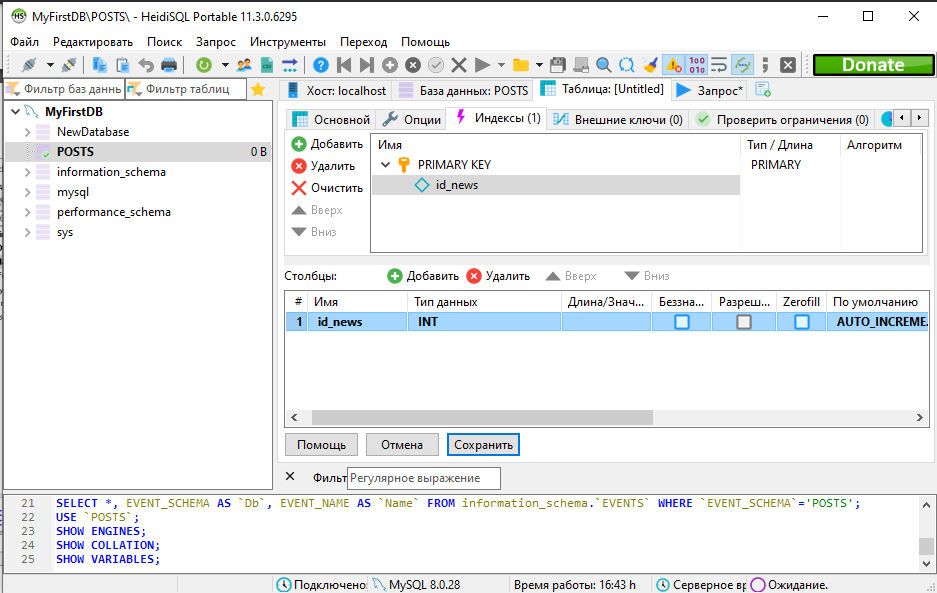 MyFirstDB\POSTS\ - HeidiSQL Portable 11.3.0.6295
Файл Редактировать Поиск Запрос Инструменты Переход Помощь
Donate
Фильтр баз данны Фильтр таблиц Хост: localhost База данных: POSTS Таблица: [Untitled] Запрос*
MyFirstDB
NewDatabase
POSTS 0 B
information_schema
mysql
performance_schema
sys
Основной Опции Индексы (1) Внешние ключи (0) Проверить ограничения (0)
Добавить
Удалить
Очистить
Вверх
Вниз
Имя Тип / Длина Алгоритм
PRIMARY KEY PRIMARY
id_news
Столбцы: Добавить Удалить Вверх Вниз
# Имя Тип данных Длина/Знач... Беззна... Разреш... Zerofill По умолчанию
1 id_news INT AUTO_INCREME...
Помощь Отмена Сохранить
Фильт Регулярное выражение
21 SELECT *, EVENT_SCHEMA AS `Db`, EVENT_NAME AS `Name` FROM information_schema.`EVENTS` WHERE `EVENT_SCHEMA`='POSTS';
22 USE `POSTS`;
23 SHOW ENGINES;
24 SHOW COLLATION;
25 SHOW VARIABLES;
Подключено: MySQL 8.0.28 Время работы: 16:43 h Серверное вр Ожидание.